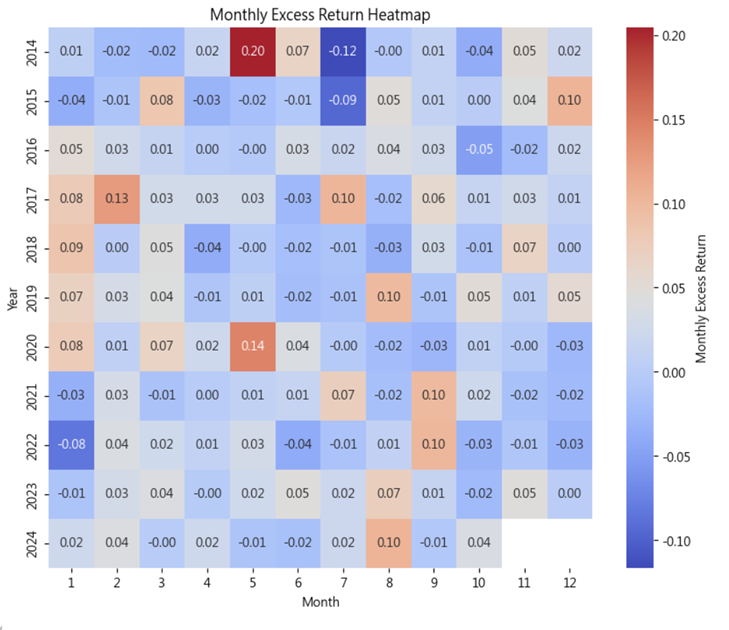 Monthly Excess Return Heatmap
2014 0.01 -0.02 -0.02 0.02 0.20 0.07 -0.12 -0.00 0.01 -0.04 0.05 0.02
2015 -0.04 -0.01 0.08 -0.03 -0.02 -0.01 -0.09 0.05 0.01 0.00 0.04 0.10
2016 0.05 0.03 0.01 0.00 -0.00 0.03 0.02 0.04 0.03 -0.05 -0.02 0.02
2017 0.08 0.13 0.03 0.03 0.03 -0.03 0.10 -0.02 0.06 0.01 0.03 0.01
2018 0.09 0.00 0.05 -0.04 -0.00 -0.02 -0.01 -0.03 0.03 -0.01 0.07 0.00
2019 0.07 0.03 0.04 -0.01 0.01 -0.02 -0.01 0.10 -0.01 0.05 0.01 0.05
2020 0.08 0.01 0.07 0.02 0.14 0.04 -0.00 -0.02 -0.03 0.01 -0.00 -0.03
2021 -0.03 0.03 -0.01 0.00 0.01 0.01 0.07 -0.02 0.10 0.02 -0.02 -0.02
2022 -0.08 0.04 0.02 0.01 0.03 -0.04 -0.01 0.01 0.10 -0.03 -0.01 -0.03
2023 -0.01 0.03 0.04 -0.00 0.02 0.05 0.02 0.07 0.01 -0.02 0.05 0.00
2024 0.02 0.04 -0.00 0.02 -0.01 -0.02 0.02 0.10 -0.01 0.04
1 2 3 4 5 6 7 8 9 10 11 12
Month
Year
0.20
0.15
0.10
0.05
0.00
-0.05
-0.10
Monthly Excess Return